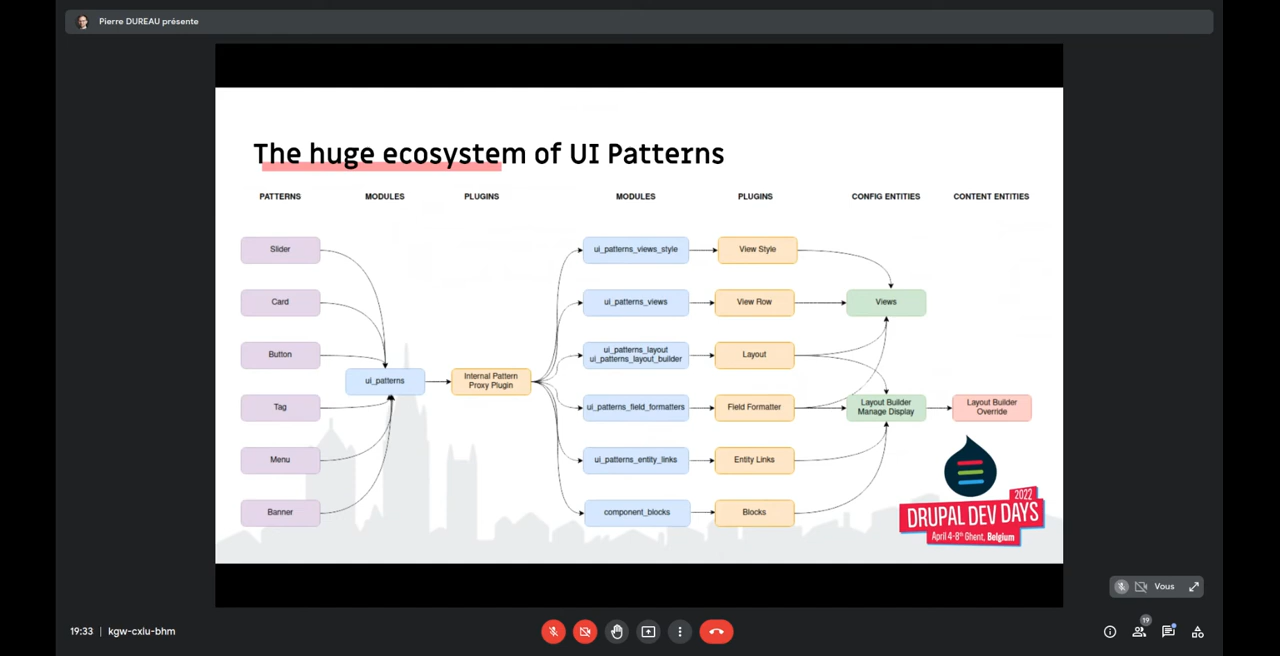 Pierre DUREAU présente
The huge ecosystem of UI Patterns
PATTERNS
MODULES
PLUGINS
MODULES
PLUGINS
CONFIG ENTITIES
CONTENT ENTITIES
Slider
ui_patterns_views_style
View Style
Card
ui_patterns_views
View Row
Views
Button
ui_patterns_layout
ui_patterns_layout_builder
Layout
ui_patterns
Internal Pattern
Proxy Plugin
Tag
ui_patterns_field_formatters
Field Formatter
Layout Builder
Manage Display
Layout Builder
Override
Menu
ui_patterns_entity_links
Entity Links
Banner
component_blocks
Blocks
2022
DRUPAL DEV DAYS
April 4-8th Ghent, Belgium
Vous
19:33 | kgw-cxlu-bhm
19